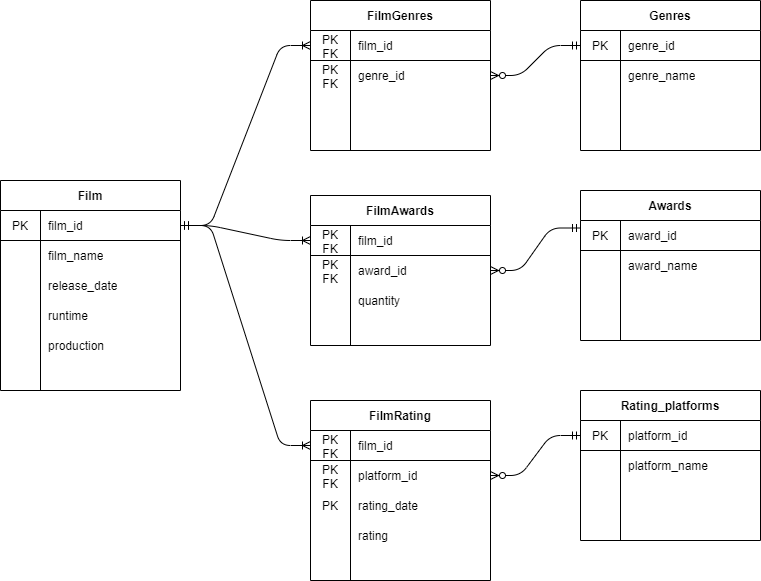 FilmGenres
PK
FK film_id
PK
FK genre_id
Genres
PK genre_id
genre_name
Film
PK film_id
film_name
release_date
runtime
production
FilmAwards
PK
FK film_id
PK
FK award_id
quantity
Awards
PK award_id
award_name
FilmRating
PK
FK film_id
PK
FK platform_id
PK rating_date
rating
Rating_platforms
PK platform_id
platform_name